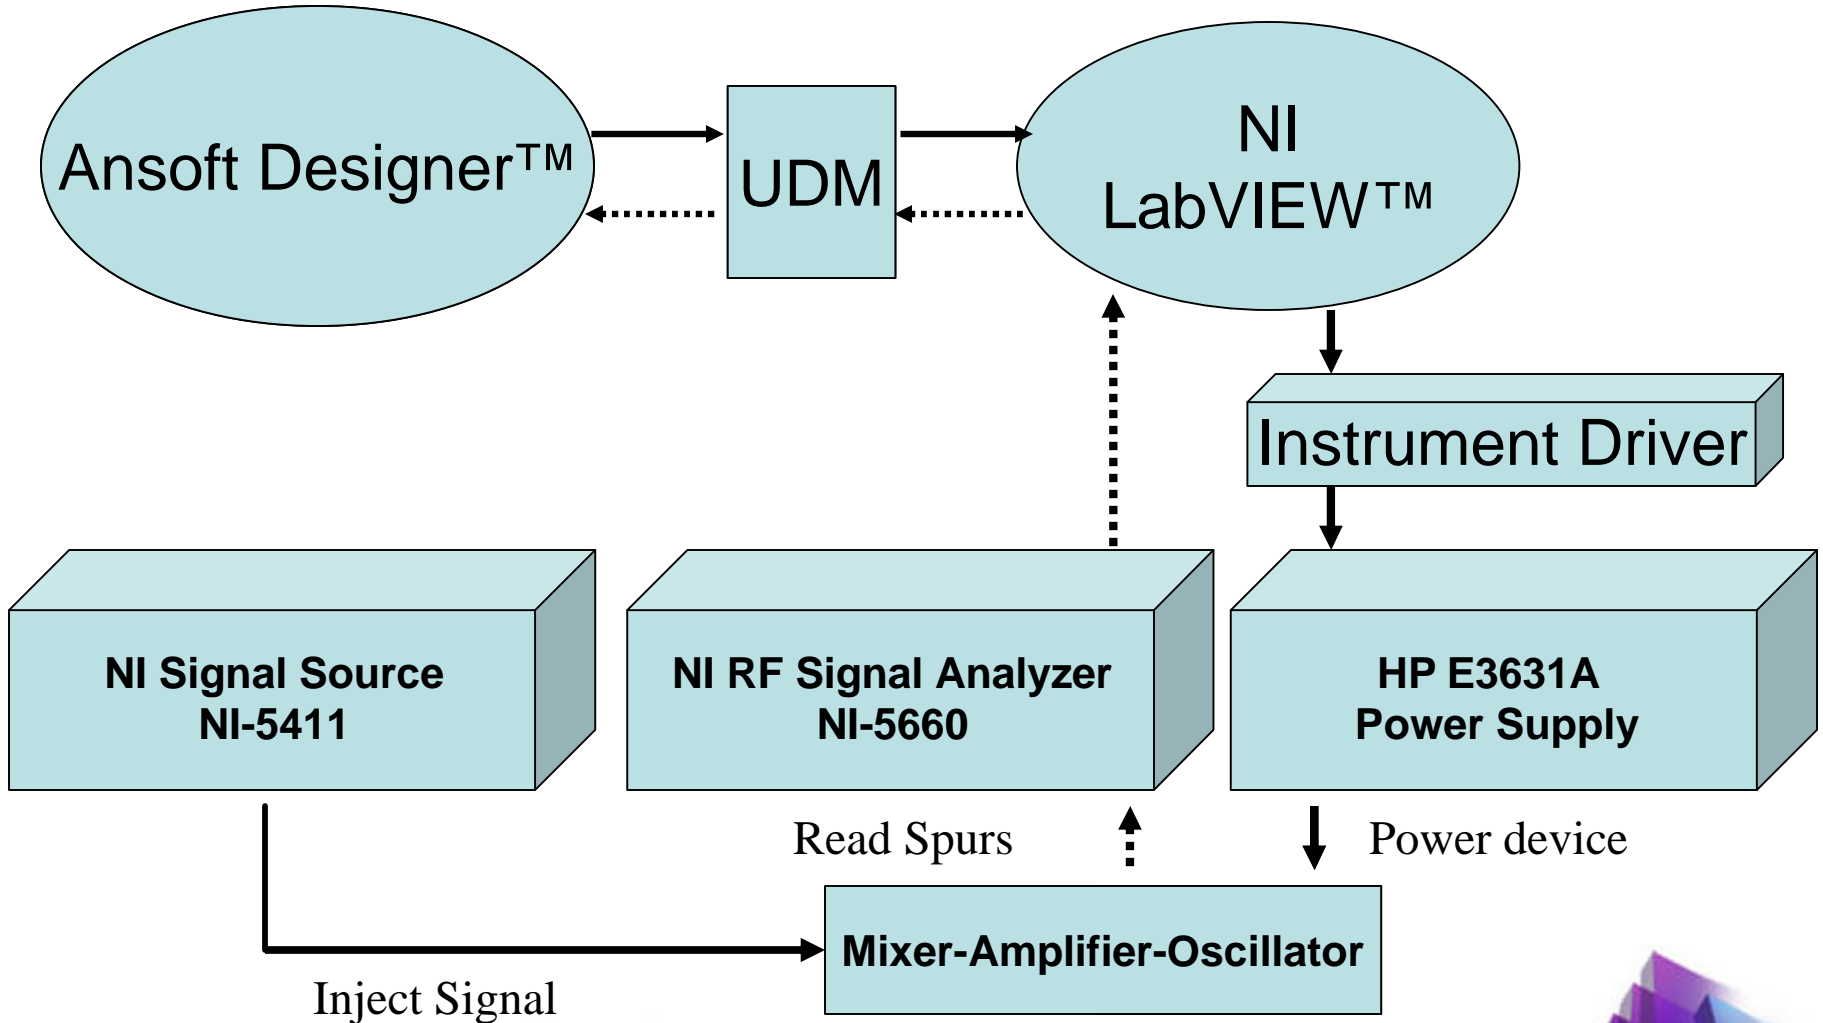 Ansoft Designer™
UDM
NI
LabVIEW™
Instrument Driver
NI Signal Source
NI-5411
NI RF Signal Analyzer
NI-5660
HP E3631A
Power Supply
Read Spurs
Power device
Mixer-Amplifier-Oscillator
Inject Signal